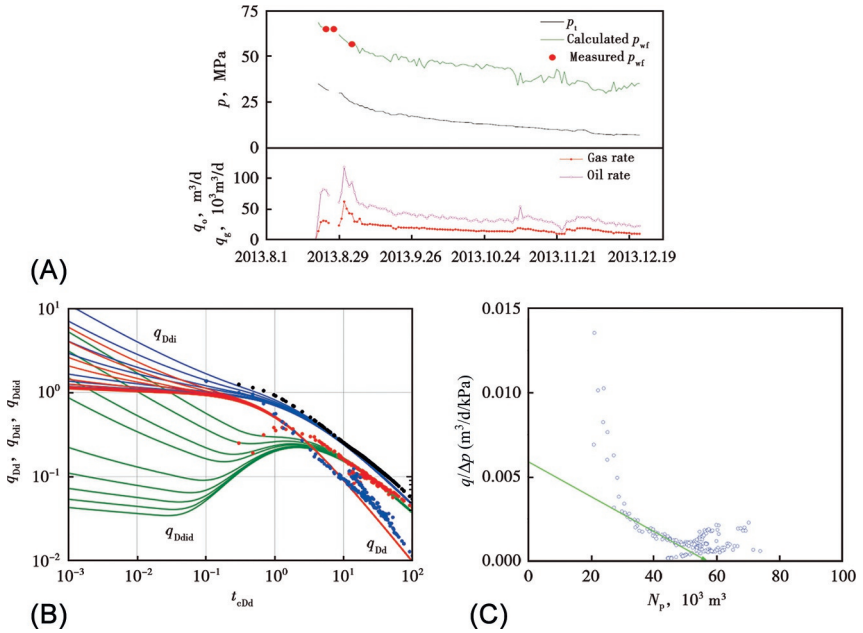 75
50
25
0
p, MPa
pt
Calculated pwf
Measured pwf
100
50
0
qo, m³/d
qg, 10³m³/d
Gas rate
Oil rate
2013.8.1 2013.8.29 2013.9.26 2013.10.24 2013.11.21 2013.12.19
(A)
10¹
10⁰
10⁻¹
10⁻²
qDd, qDdi, qDdid
qDdi
qDdid
qDd
10⁻³ 10⁻² 10⁻¹ 10⁰ 10¹ 10²
tcDd
(B)
0.015
0.010
0.005
0.000
q/Δp (m³/d/kPa)
0 20 40 60 80 100
Np, 10³ m³
(C)